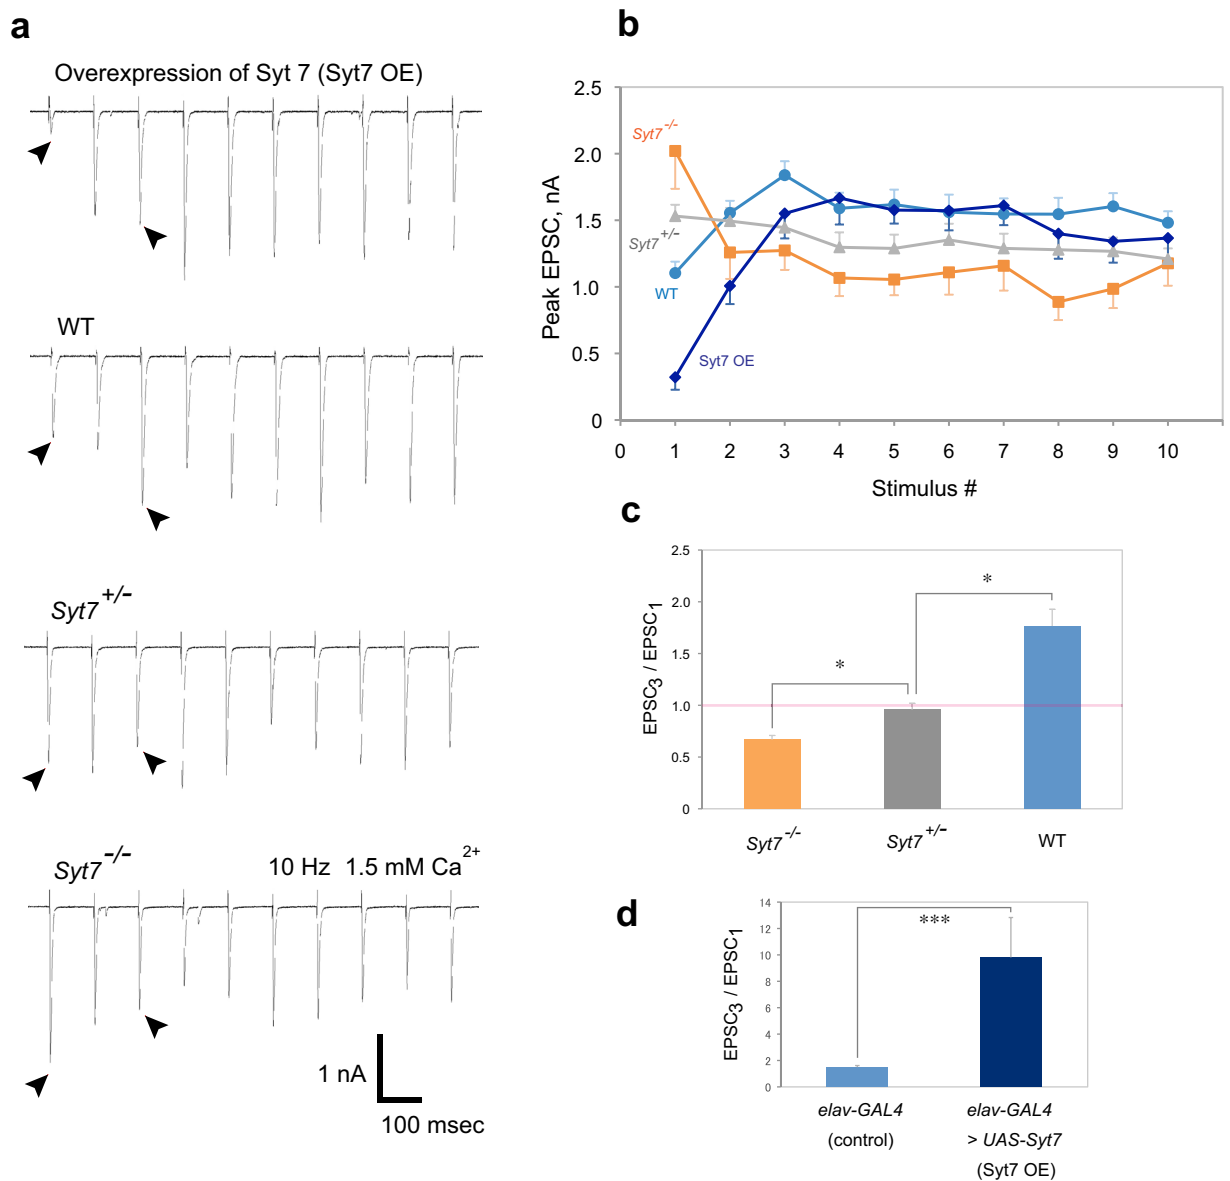 a
Overexpression of Syt 7 (Syt7 OE)
WT
Syt7+/-
Syt7-/-
10 Hz 1.5 mM Ca2+
1 nA
100 msec
b
Peak EPSC, nA
2.5
2.0
1.5
1.0
0.5
0
Syt7-/-
Syt7+/-
WT
Syt7 OE
0 1 2 3 4 5 6 7 8 9 10
Stimulus #
c
EPSC3 / EPSC1
2.5
2.0
1.5
1.0
0.5
0
*
*
Syt7-/- Syt7+/- WT
d
EPSC3 / EPSC1
14
12
10
8
6
4
2
0
***
elav-GAL4
(control)
elav-GAL4
> UAS-Syt7
(Syt7 OE)